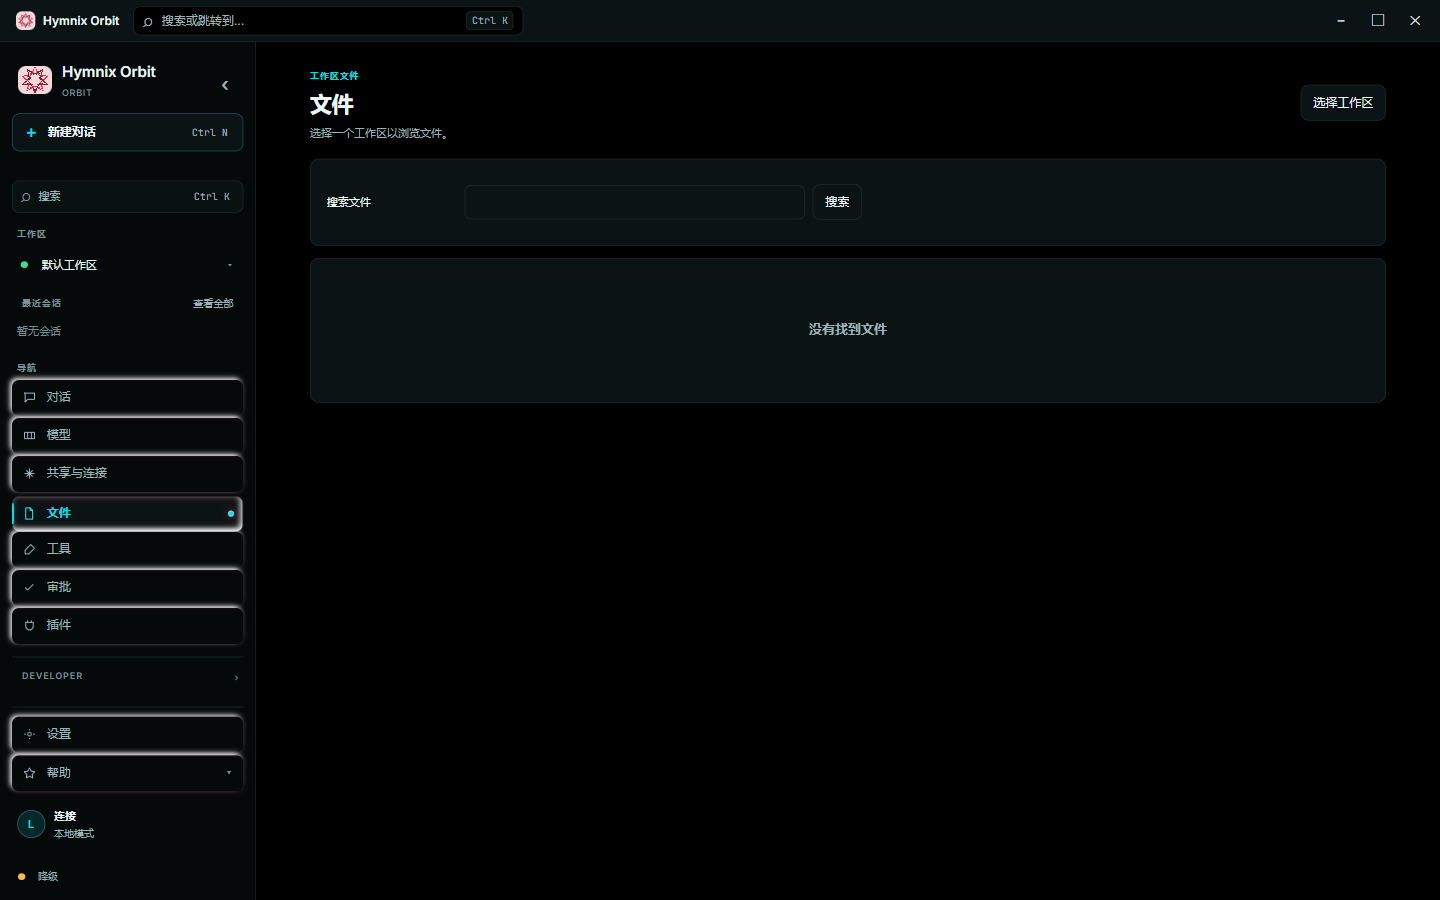 Hymnix Orbit
搜索或跳转到...
Ctrl K
Hymnix Orbit
ORBIT
新建对话
Ctrl N
搜索
Ctrl K
工作区
默认工作区
最近会话
查看全部
暂无会话
导航
对话
模型
共享与连接
文件
工具
审批
插件
DEVELOPER
设置
帮助
L
连接
本地模式
降级
工作区文件
文件
选择一个工作区以浏览文件。
选择工作区
搜索文件
搜索
没有找到文件